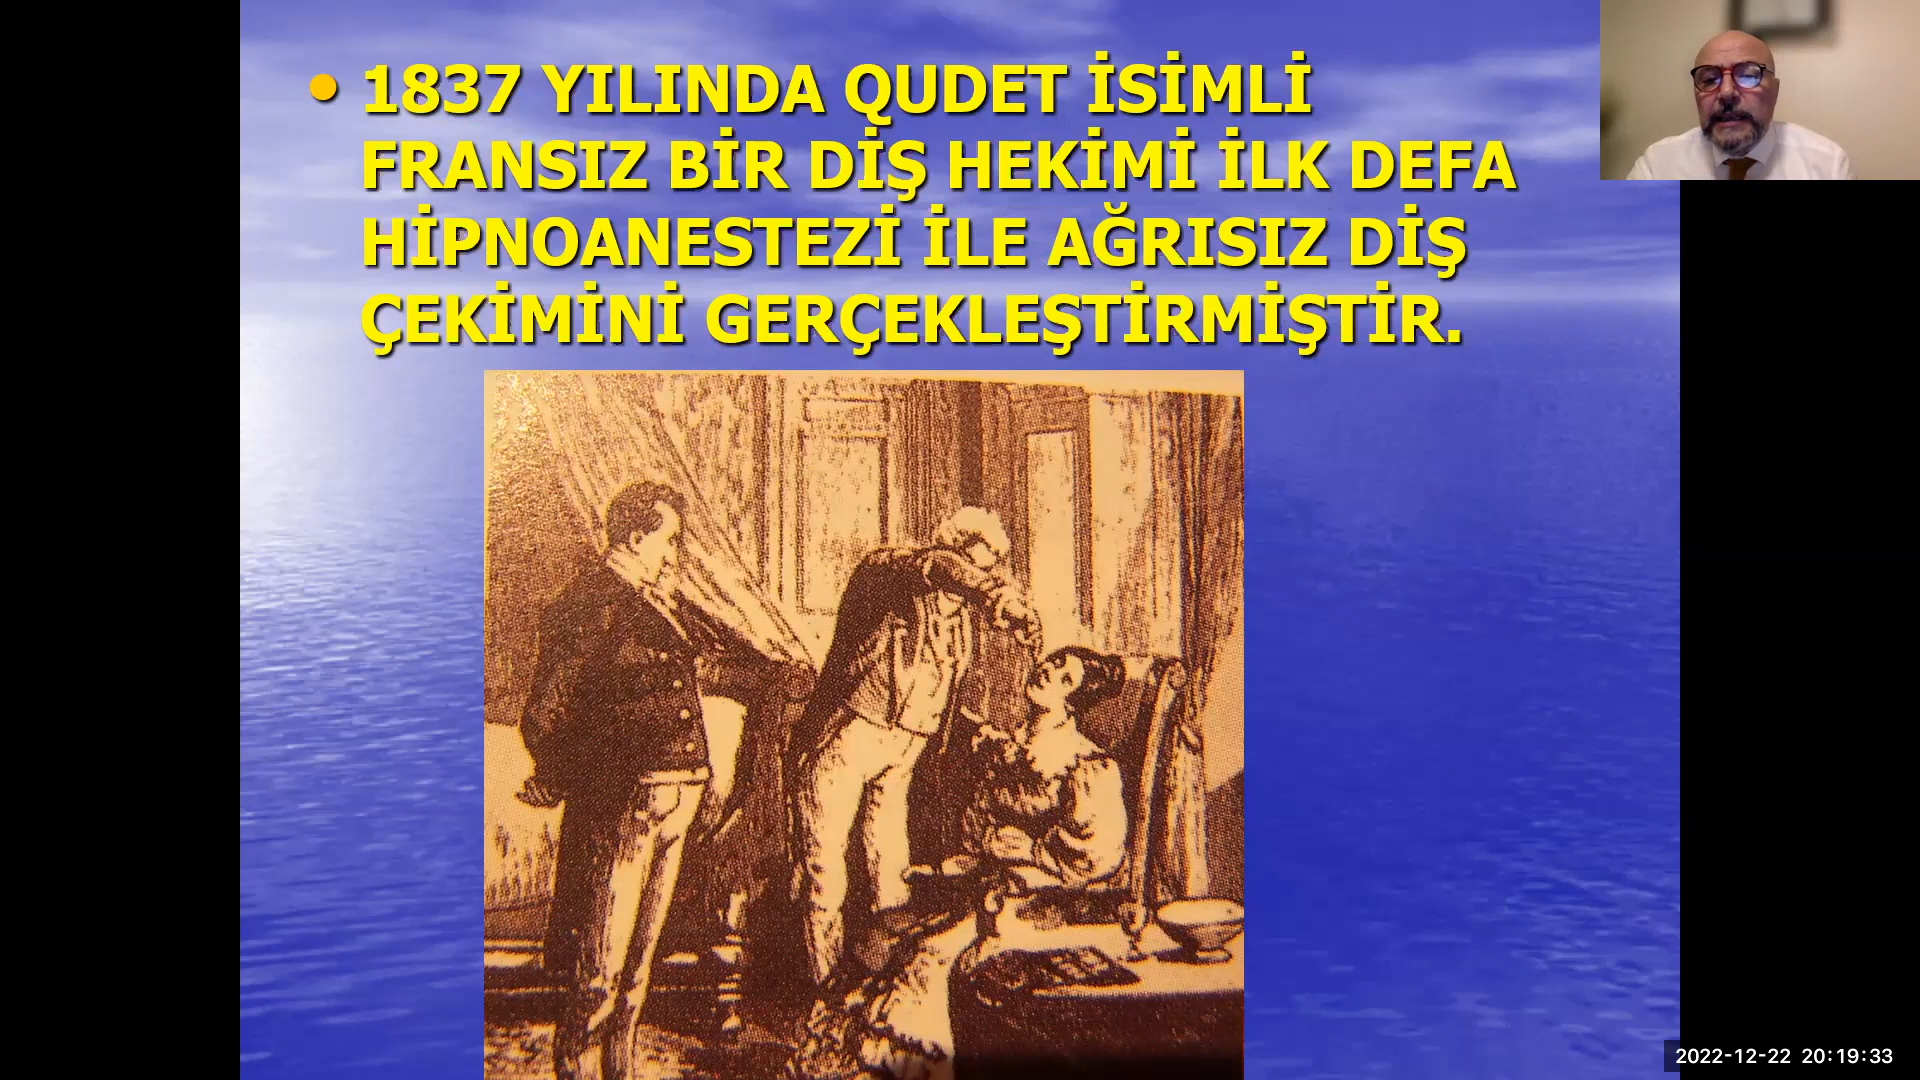 • 1837 YILINDA QUDET İSİMLİ
FRANSIZ BİR DİŞ HEKİMİ İLK DEFA
HİPNOANESTEZİ İLE AĞRISIZ DİŞ
ÇEKİMİNİ GERÇEKLEŞTİRMİŞTİR.
2022-12-22 20:19:33